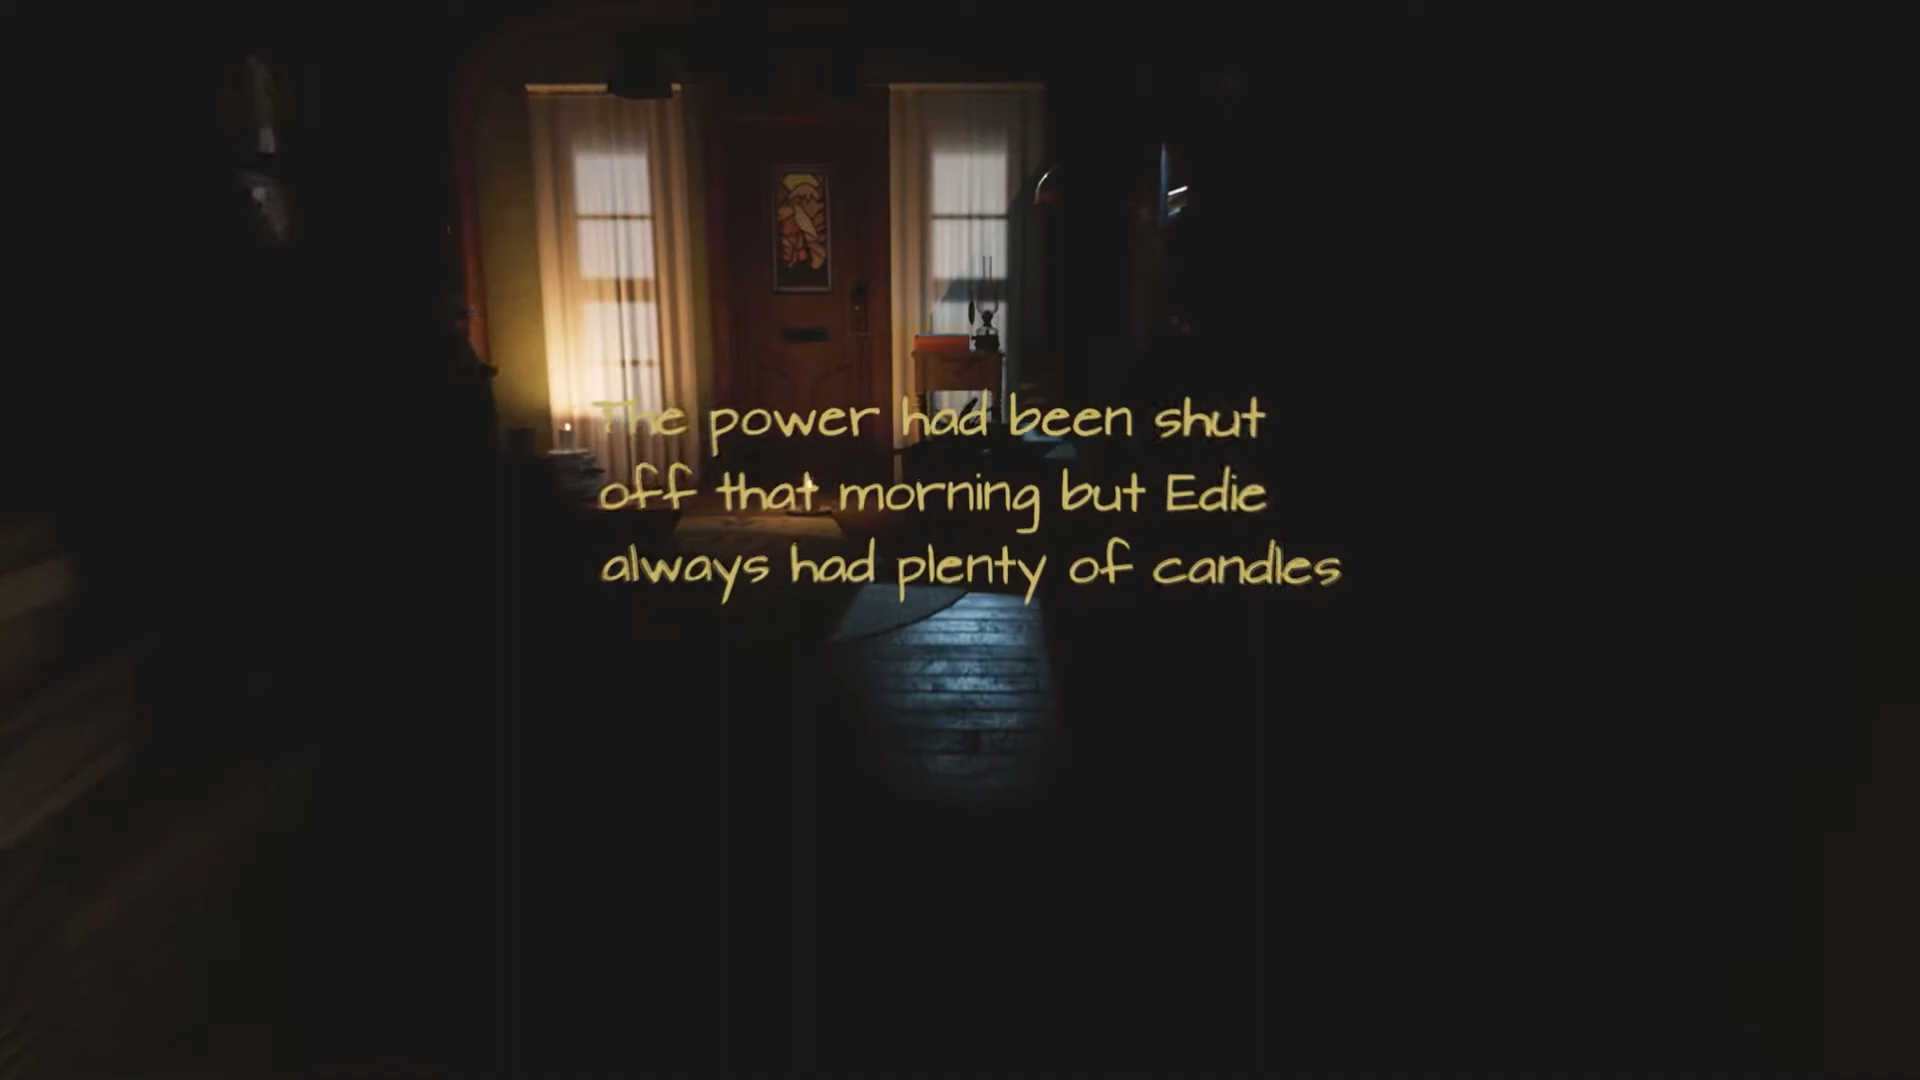 The power had been shut
off that morning but Edie
always had plenty of candles